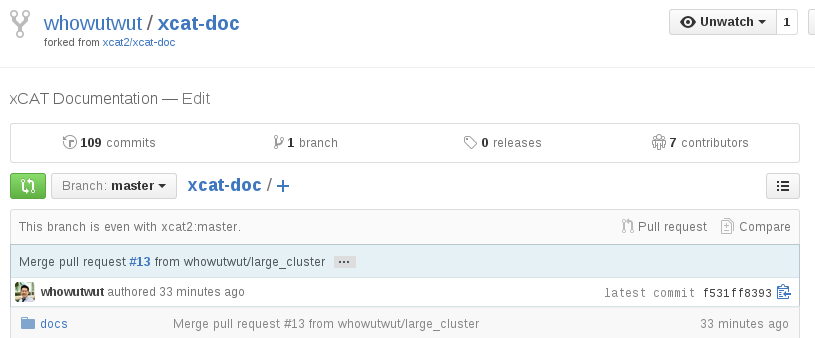 whowutwut / xcat-doc
Unwatch 1
forked from xcat2/xcat-doc
xCAT Documentation — Edit
109 commits 1 branch 0 releases 7 contributors
Branch: master xcat-doc / +
This branch is even with xcat2:master. Pull request Compare
Merge pull request #13 from whowutwut/large_cluster ...
whowutwut authored 33 minutes ago latest commit f531ff8393
docs Merge pull request #13 from whowutwut/large_cluster 33 minutes ago